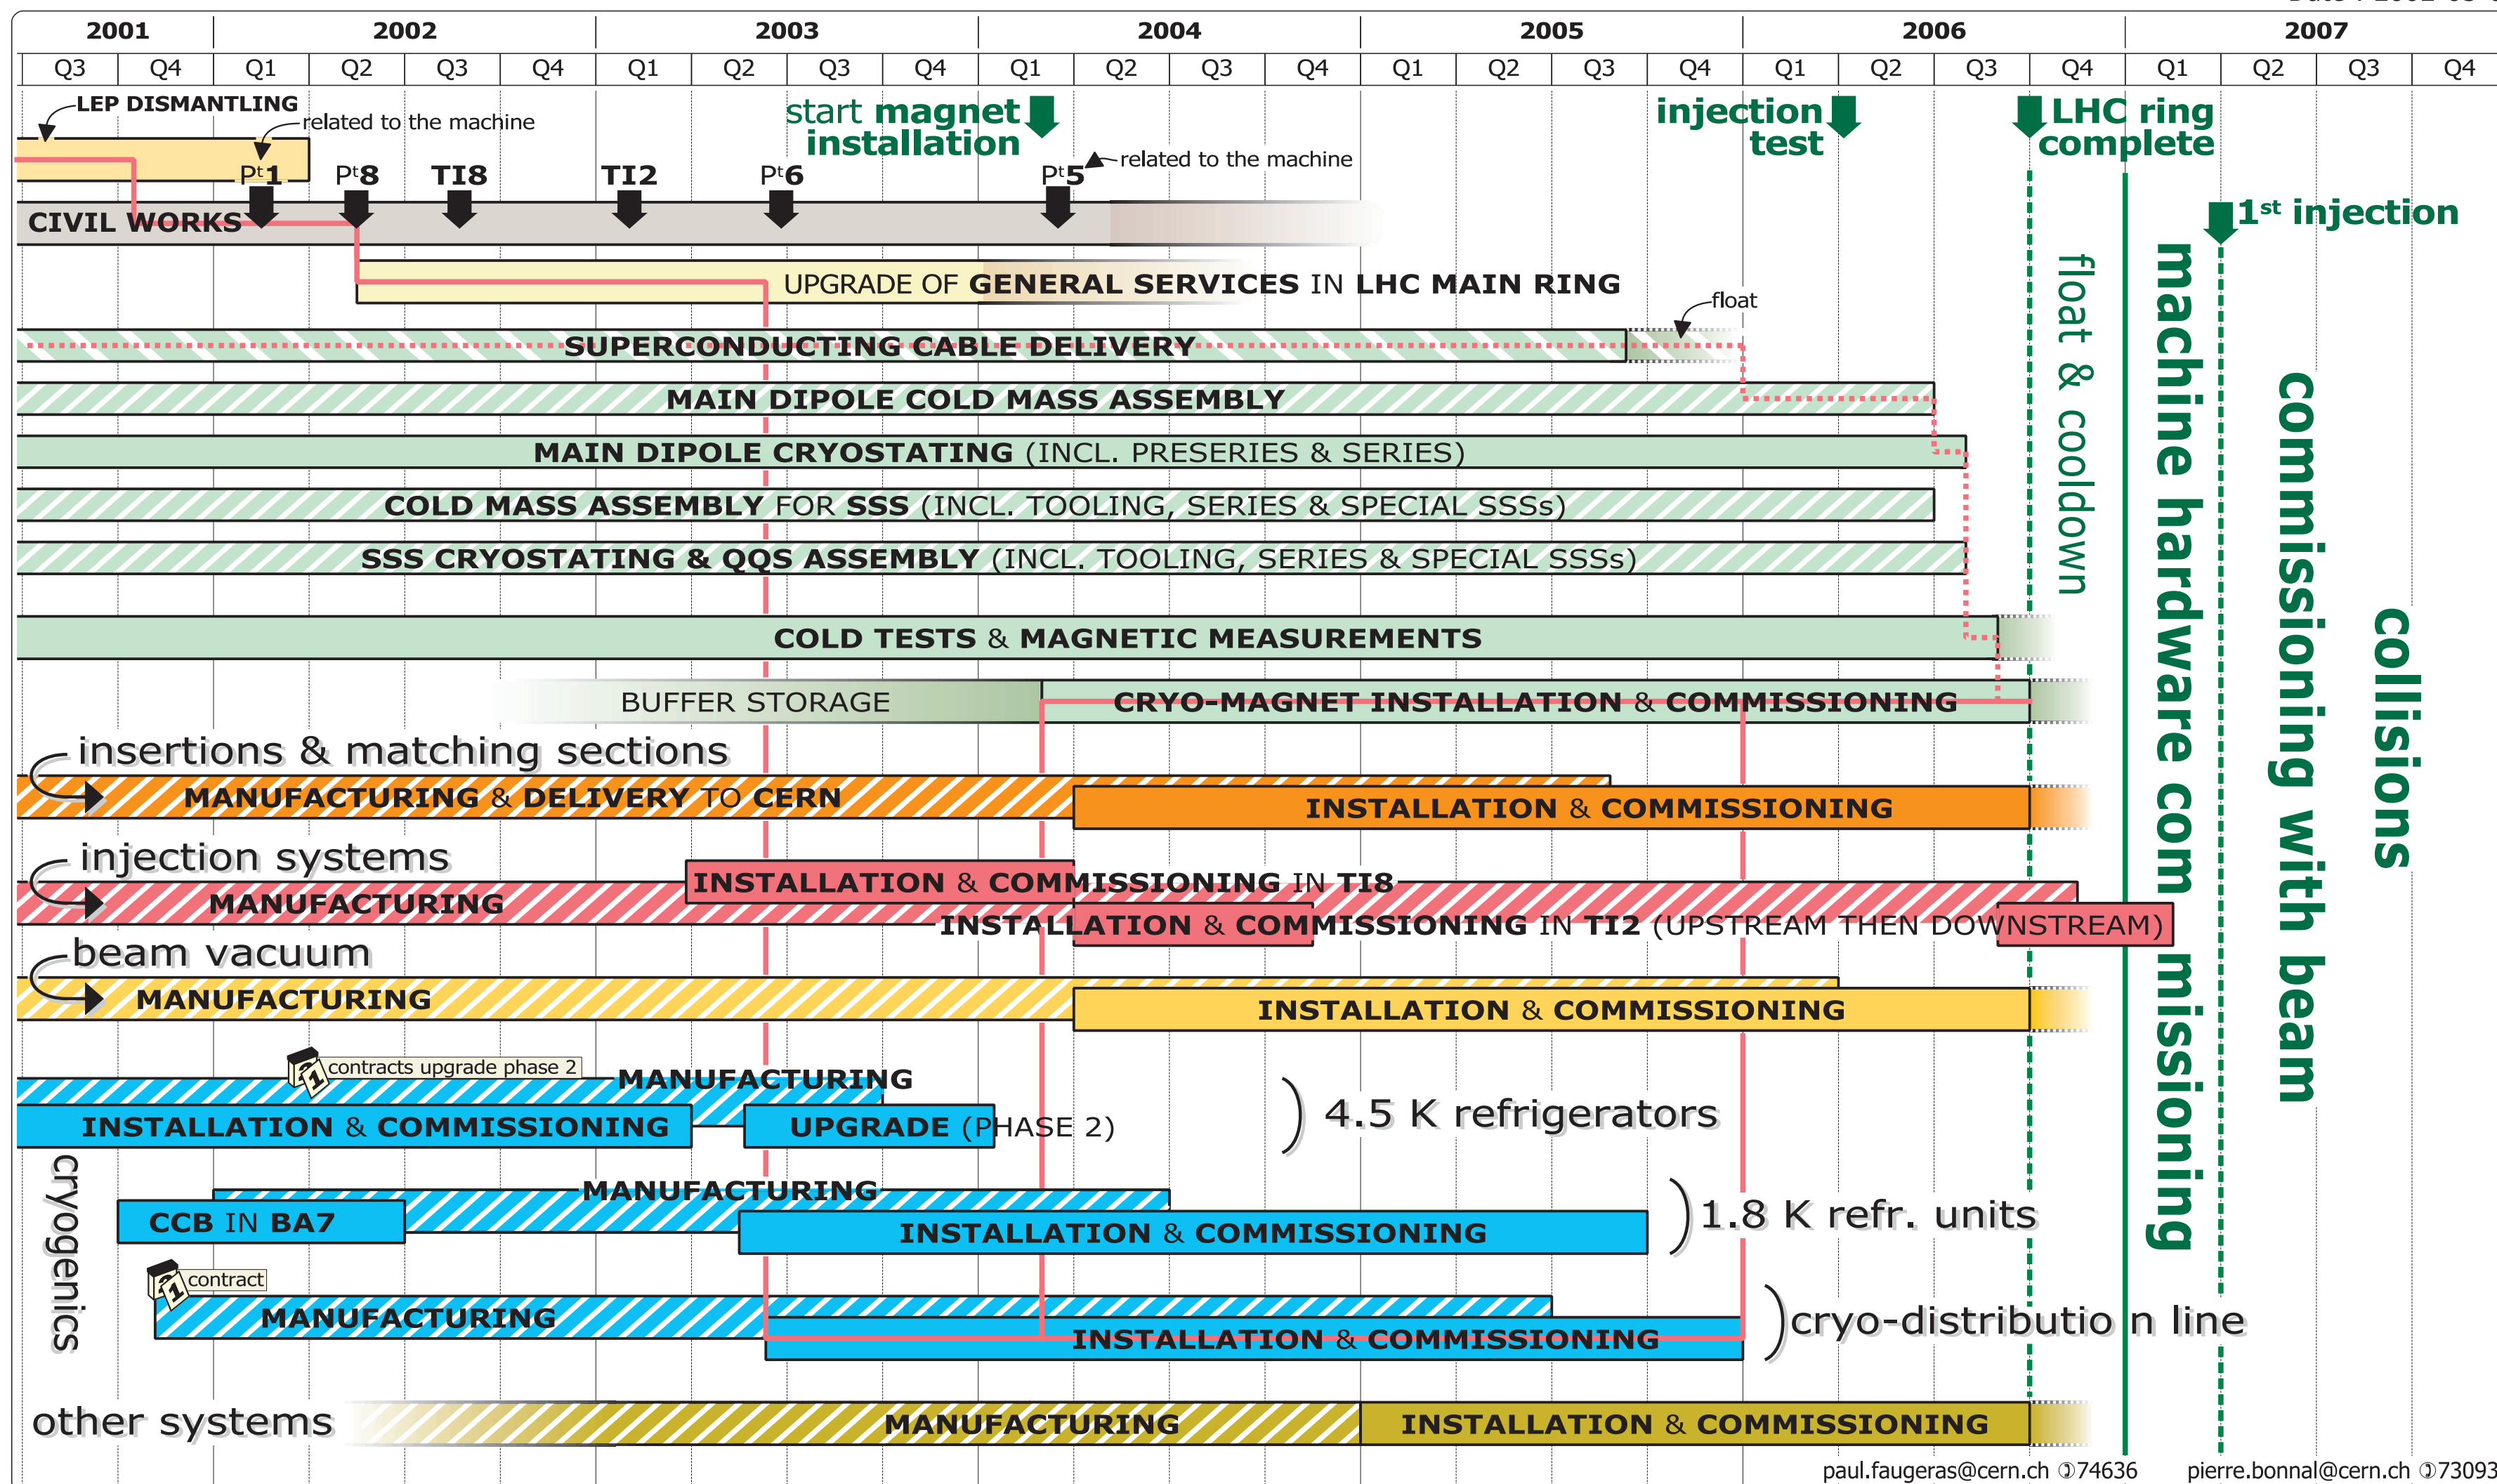 2001 2002 2003 2004 2005 2006 2007
Q3 Q4 Q1 Q2 Q3 Q4 Q1 Q2 Q3 Q4 Q1 Q2 Q3 Q4 Q1 Q2 Q3 Q4 Q1 Q2 Q3 Q4 Q1 Q2 Q3 Q4
LEP DISMANTLING
related to the machine
start magnet
installation
injection
test
LHC ring
complete
Pt1 Pt8 TI8 TI2 Pt6 Pt5
related to the machine
CIVIL WORKS
1st injection
UPGRADE OF GENERAL SERVICES IN LHC MAIN RING
float
SUPERCONDUCTING CABLE DELIVERY
MAIN DIPOLE COLD MASS ASSEMBLY
MAIN DIPOLE CRYOSTATING (INCL. PRESERIES & SERIES)
COLD MASS ASSEMBLY FOR SSS (INCL. TOOLING, SERIES & SPECIAL SSSs)
SSS CRYOSTATING & QQS ASSEMBLY (INCL. TOOLING, SERIES & SPECIAL SSSs)
COLD TESTS & MAGNETIC MEASUREMENTS
BUFFER STORAGE
CRYO-MAGNET INSTALLATION & COMMISSIONING
float & cooldown
machine hardware com missioning
commissioning with beam
collisions
insertions & matching sections
MANUFACTURING & DELIVERY TO CERN
INSTALLATION & COMMISSIONING
injection systems
INSTALLATION & COMMISSIONING IN TI8
MANUFACTURING
INSTALLATION & COMMISSIONING IN TI2 (UPSTREAM THEN DOWNSTREAM)
beam vacuum
MANUFACTURING
INSTALLATION & COMMISSIONING
contracts upgrade phase 2
MANUFACTURING
INSTALLATION & COMMISSIONING
UPGRADE (PHASE 2)
4.5 K refrigerators
cryogenics
MANUFACTURING
CCB IN BA7
INSTALLATION & COMMISSIONING
1.8 K refr. units
contract
MANUFACTURING
INSTALLATION & COMMISSIONING
cryo-distributio n line
other systems
MANUFACTURING
INSTALLATION & COMMISSIONING
paul.faugeras@cern.ch ✆74636 pierre.bonnal@cern.ch ✆73093